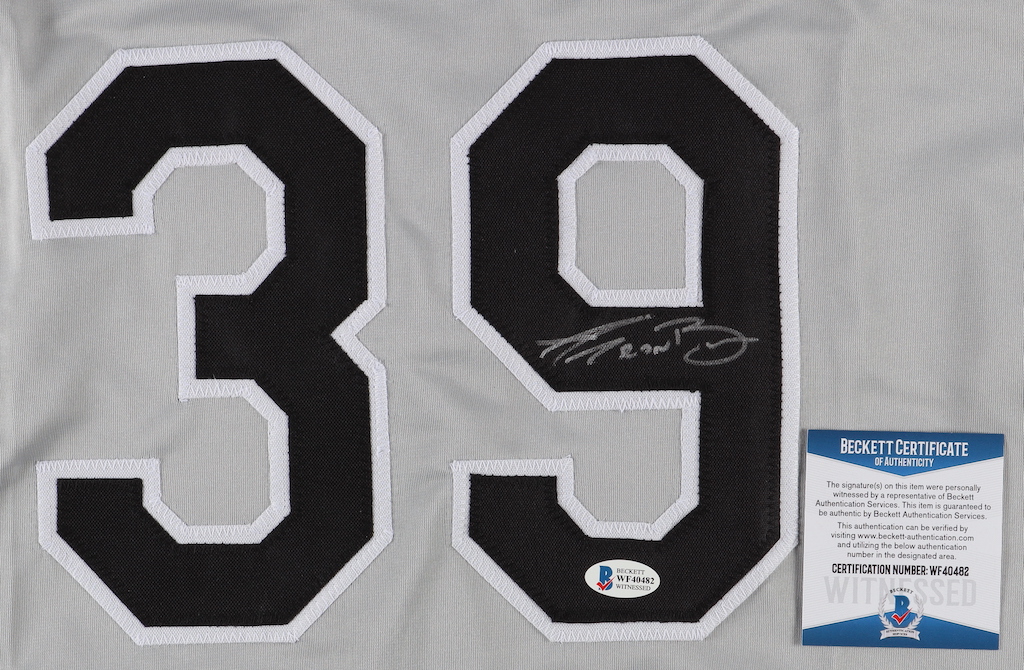 39
BECKETT
WF40482
WITNESSED
BECKETT CERTIFICATE
OF AUTHENTICITY
The signature(s) on this item were personally
witnessed by a representative of Beckett
Authentication Services. This item is guaranteed to
be authentic by Beckett Authentication Services.
This authentication can be verified by
visiting www.beckett-authentication.com
and utilizing the below authentication
number in the designated area.
CERTIFICATION NUMBER: WF40482
WITNESSED
BECKETT